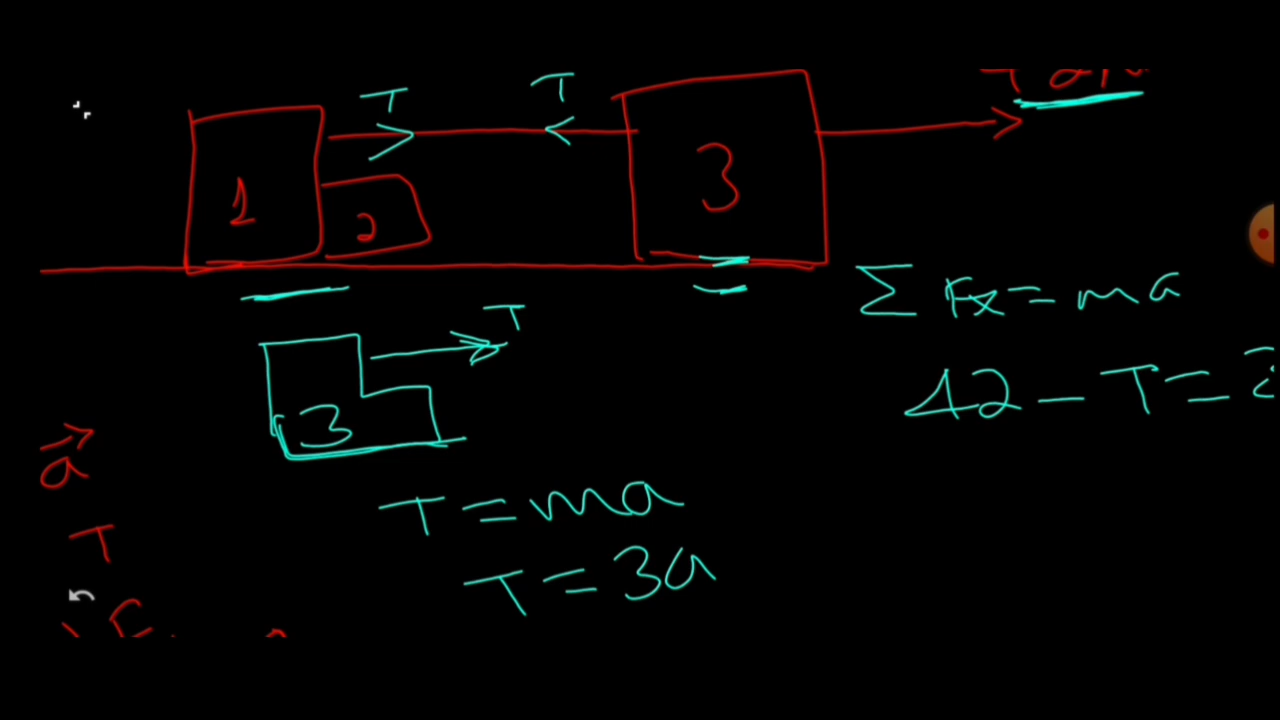 T T
1 2 3
ΣFx=ma
T
3
42-T=
a
T=ma
T
T=3a